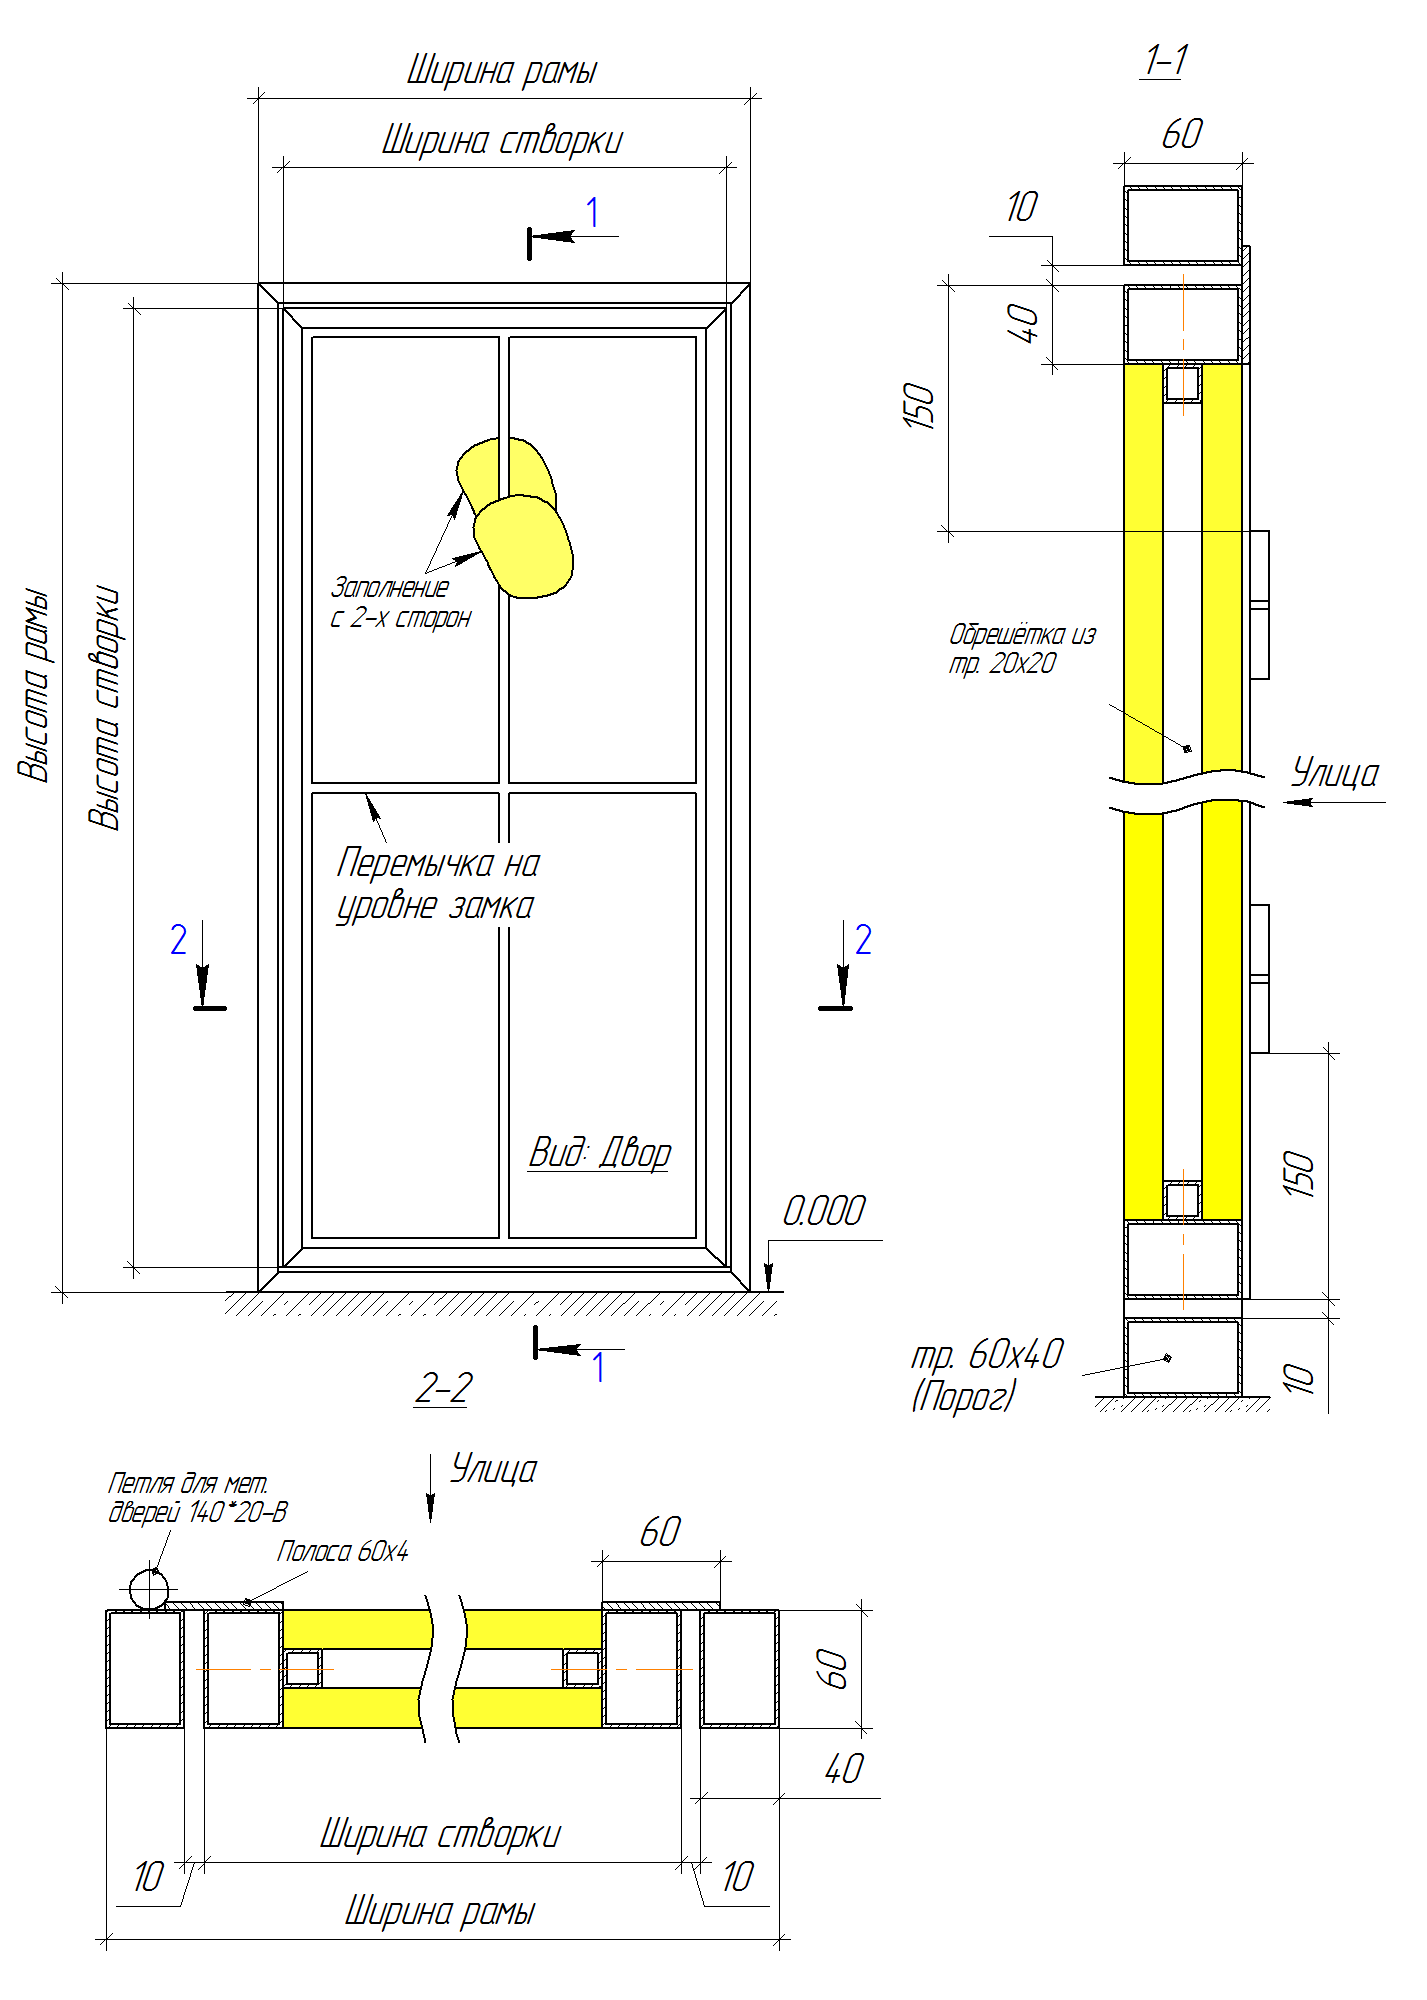 Ширина рамы
Ширина створки
1
Высота рамы
Высота створки
Заполнение
с 2-х сторон
Перемычка на
уровне замка
2
2
Вид: Двор
0.000
1
1-1
60
10
40
150
Обрешётка из
тр. 20х20
Улица
150
тр. 60х40
(Порог)
10
2-2
Улица
Петля для мет.
дверей 140*20-В
Полоса 60х4
60
60
40
Ширина створки
10
10
Ширина рамы